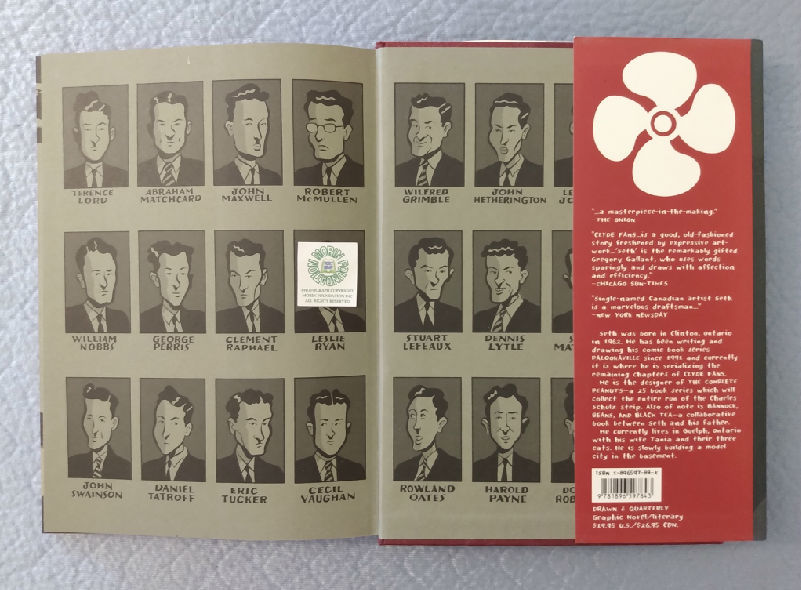 TERENCE
LORD
ABRAHAM
MATCHCARD
JOHN
MAXWELL
ROBERT
McMULLEN
WILLIAM
NOBBS
GEORGE
PERRIS
CLEMENT
RAPHAEL
LESLIE
RYAN
JOHN
SWAINSON
DANIEL
TATROFF
ERIC
TUCKER
CECIL
VAUGHAN
WILFRED
GRIMBLE
JOHN
HETHERINGTON
STUART
LEFEAUX
DENNIS
LYTLE
ROWLAND
OATES
HAROLD
PAYNE
ALL RIGHTS RESERVED
"...a masterpiece-in-the-making."
-THE ONION
"CLYDE FANS...is a good, old-fashioned
story freshened by expressive art-
work...'Seth' is the remarkably gifted
Gregory Gallant, who uses words
sparingly and draws with affection
and efficiency."
-CHICAGO SUN-TIMES
"Single-named Canadian artist Seth
is a marvelous draftsman..."
-NEW YORK NEWSDAY
Seth was born in Clinton, Ontario
in 1962. He has been writing and
drawing his comic book series
PALOOKAVILLE since 1991 and currently
it is where he is serializing the
remaining chapters of CLYDE FANS.
He is the designer of THE COMPLETE
PEANUTS-a 25 book series which will
collect the entire run of the Charles
Schulz strip. Also of note is BANNOCK,
BEANS, AND BLACK TEA-a collaborative
book between Seth and his father.
He currently lives in Guelph, Ontario
with his wife Tania and their three
cats. He is slowly building a model
city in the basement.
ISBN
DRAWN & QUARTERLY
Graphic Novel/Literary
$19.95 U.S./$26.95 CDN.